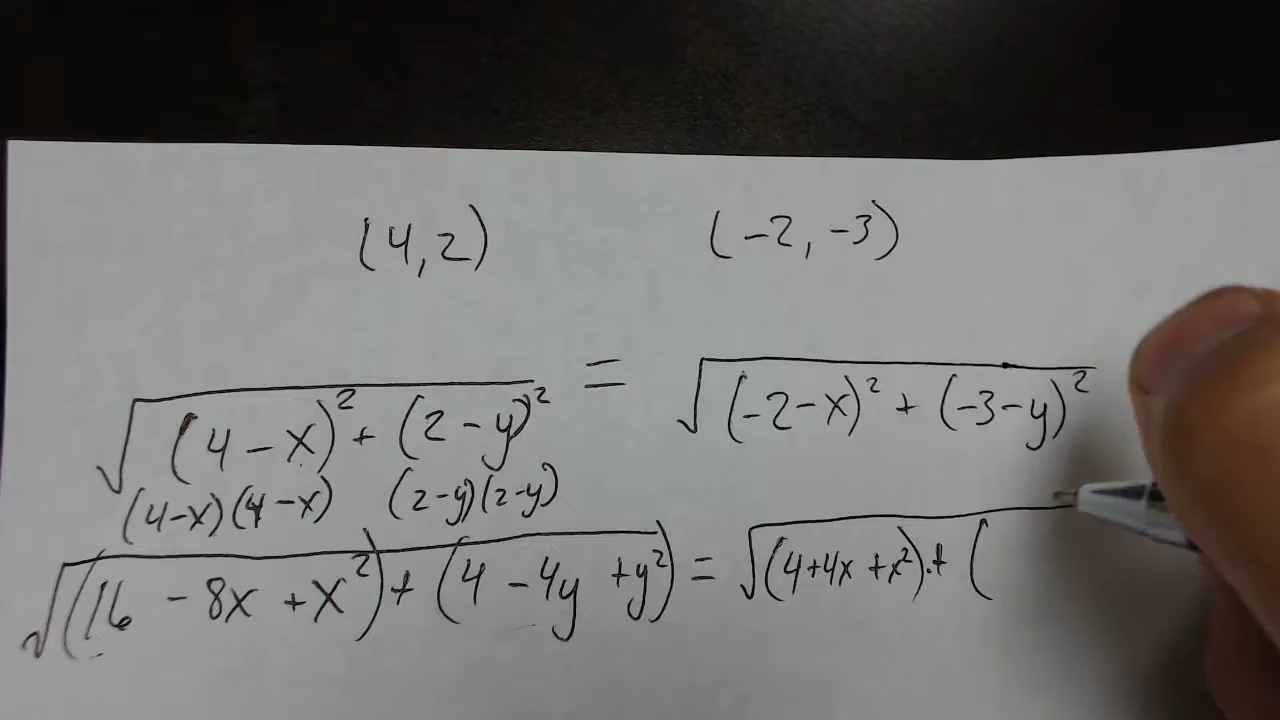 (4,2) (-2,-3)
√((4-x)² + (2-y)²) = √((-2-x)² + (-3-y)²)
(4-x)(4-x) (2-y)(2-y)
√((16 - 8x + x²) + (4 - 4y + y²)) = √((4+4x + x²) + (